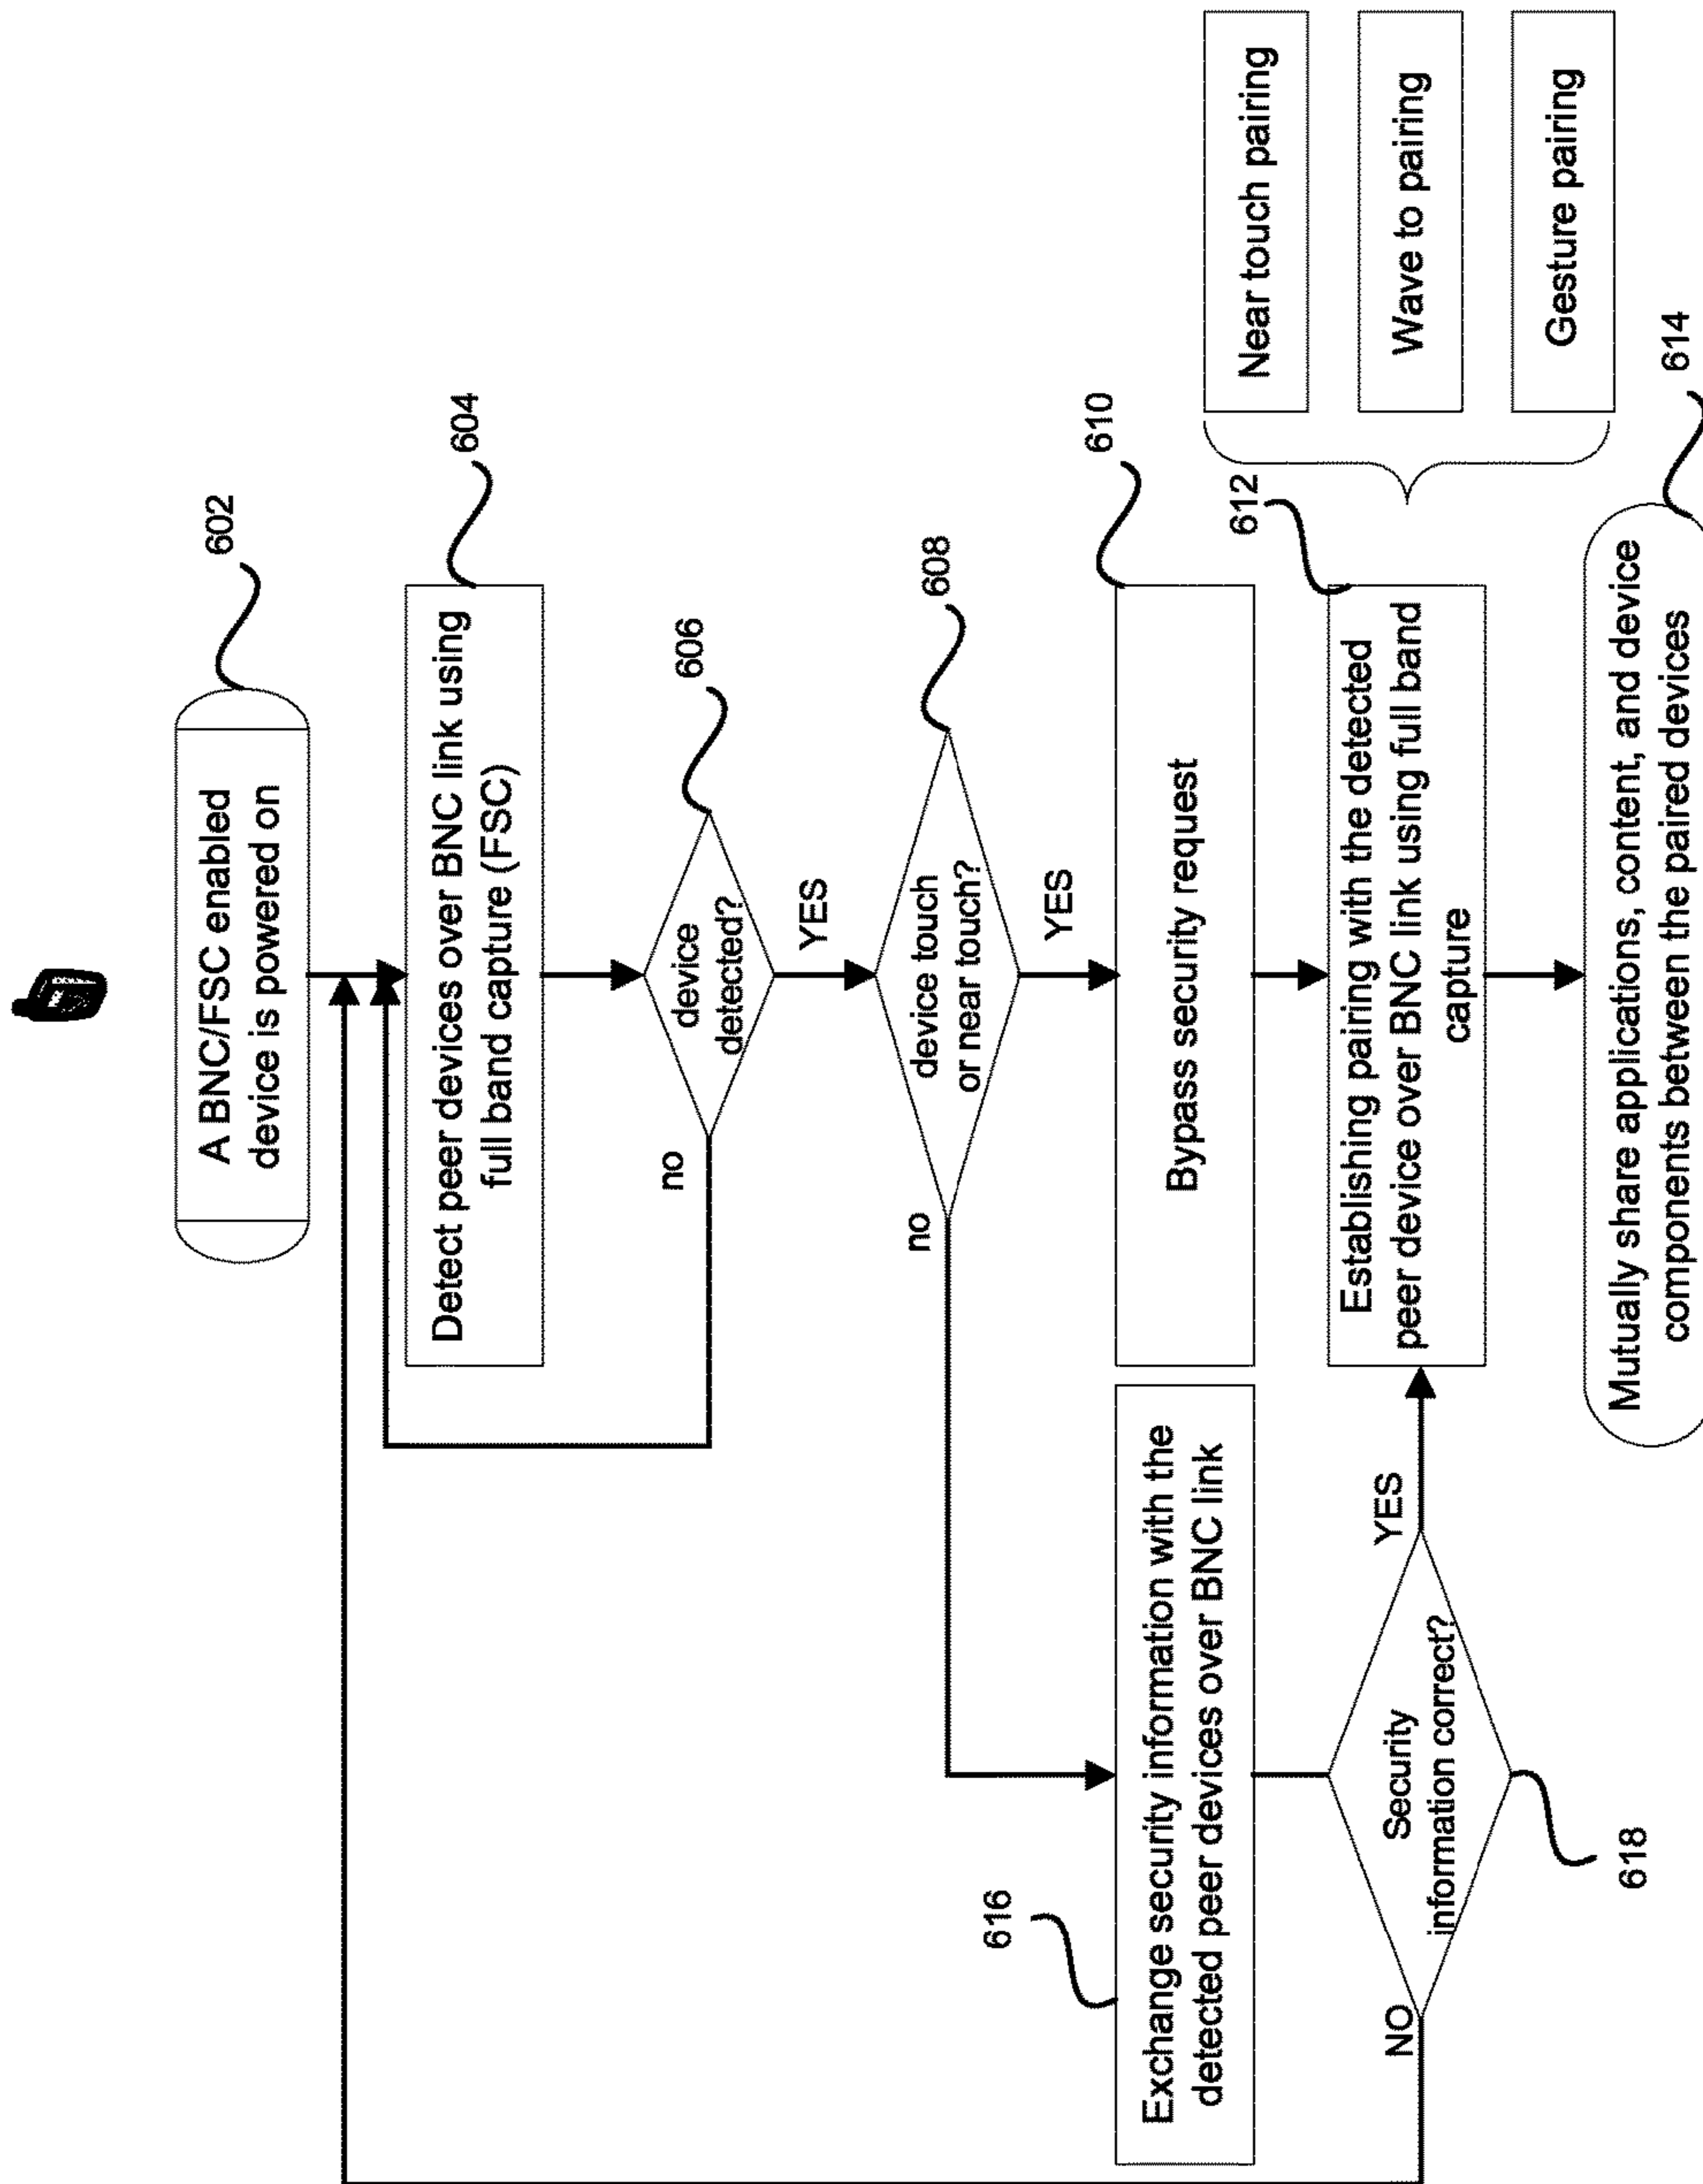 602
A BNC/FSC enabled
device is powered on
604
Detect peer devices over BNC link using
full band capture (FSC)
606
device
detected?
no
YES
608
device touch
or near touch?
no
YES
610
Bypass security request
616
Exchange security information with the
detected peer devices over BNC link
612
Establishing pairing with the detected
peer device over BNC link using full band
capture
Near touch pairing
Wave to pairing
Gesture pairing
Security
information correct?
YES
NO
618
614
Mutually share applications, content, and device
components between the paired devices